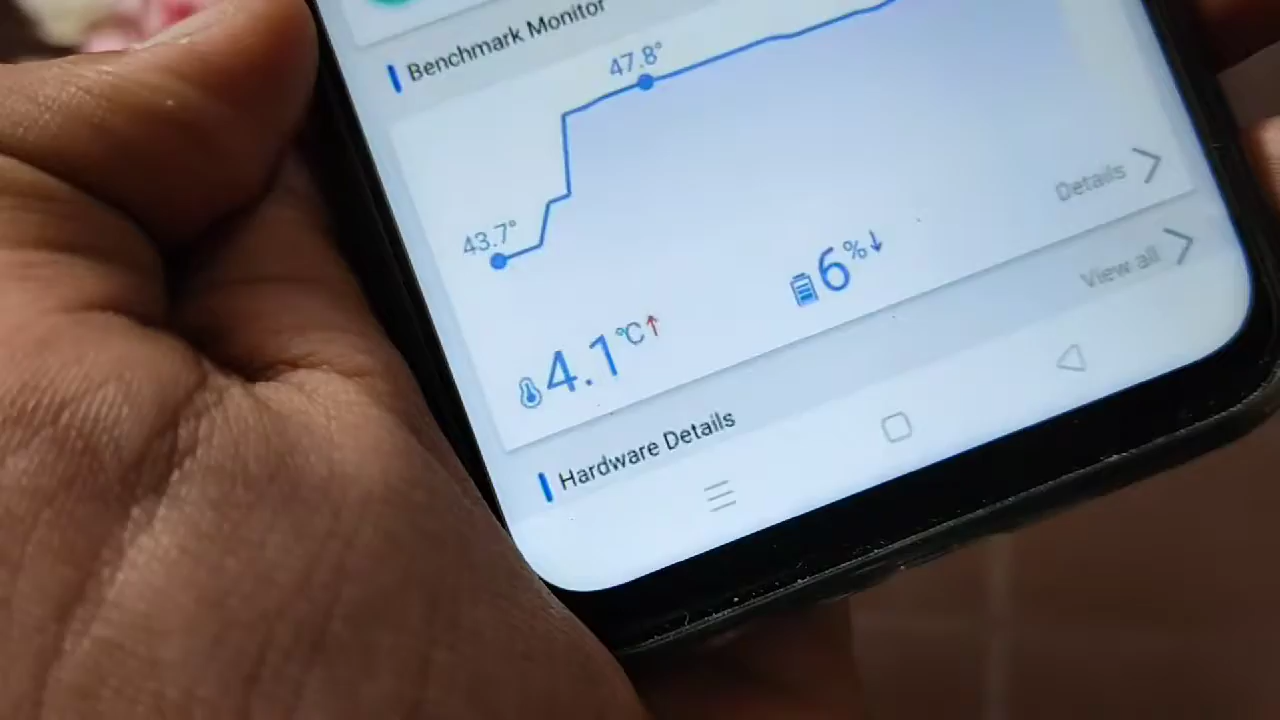 Benchmark Monitor
47.8°
43.7°
Details
6%↓
View all
4.1°C↑
Hardware Details